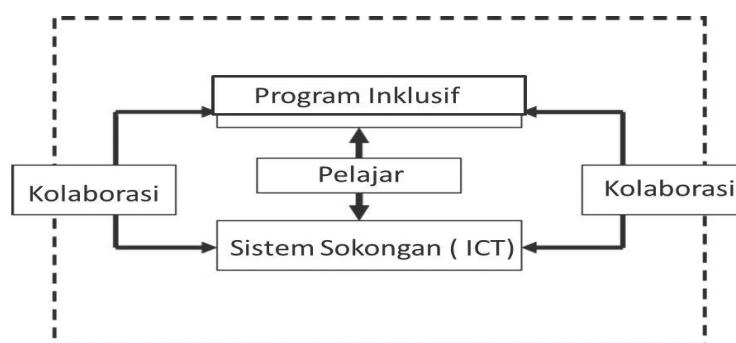 Program Inklusif
Pelajar
Kolaborasi
Kolaborasi
Sistem Sokongan ( ICT)